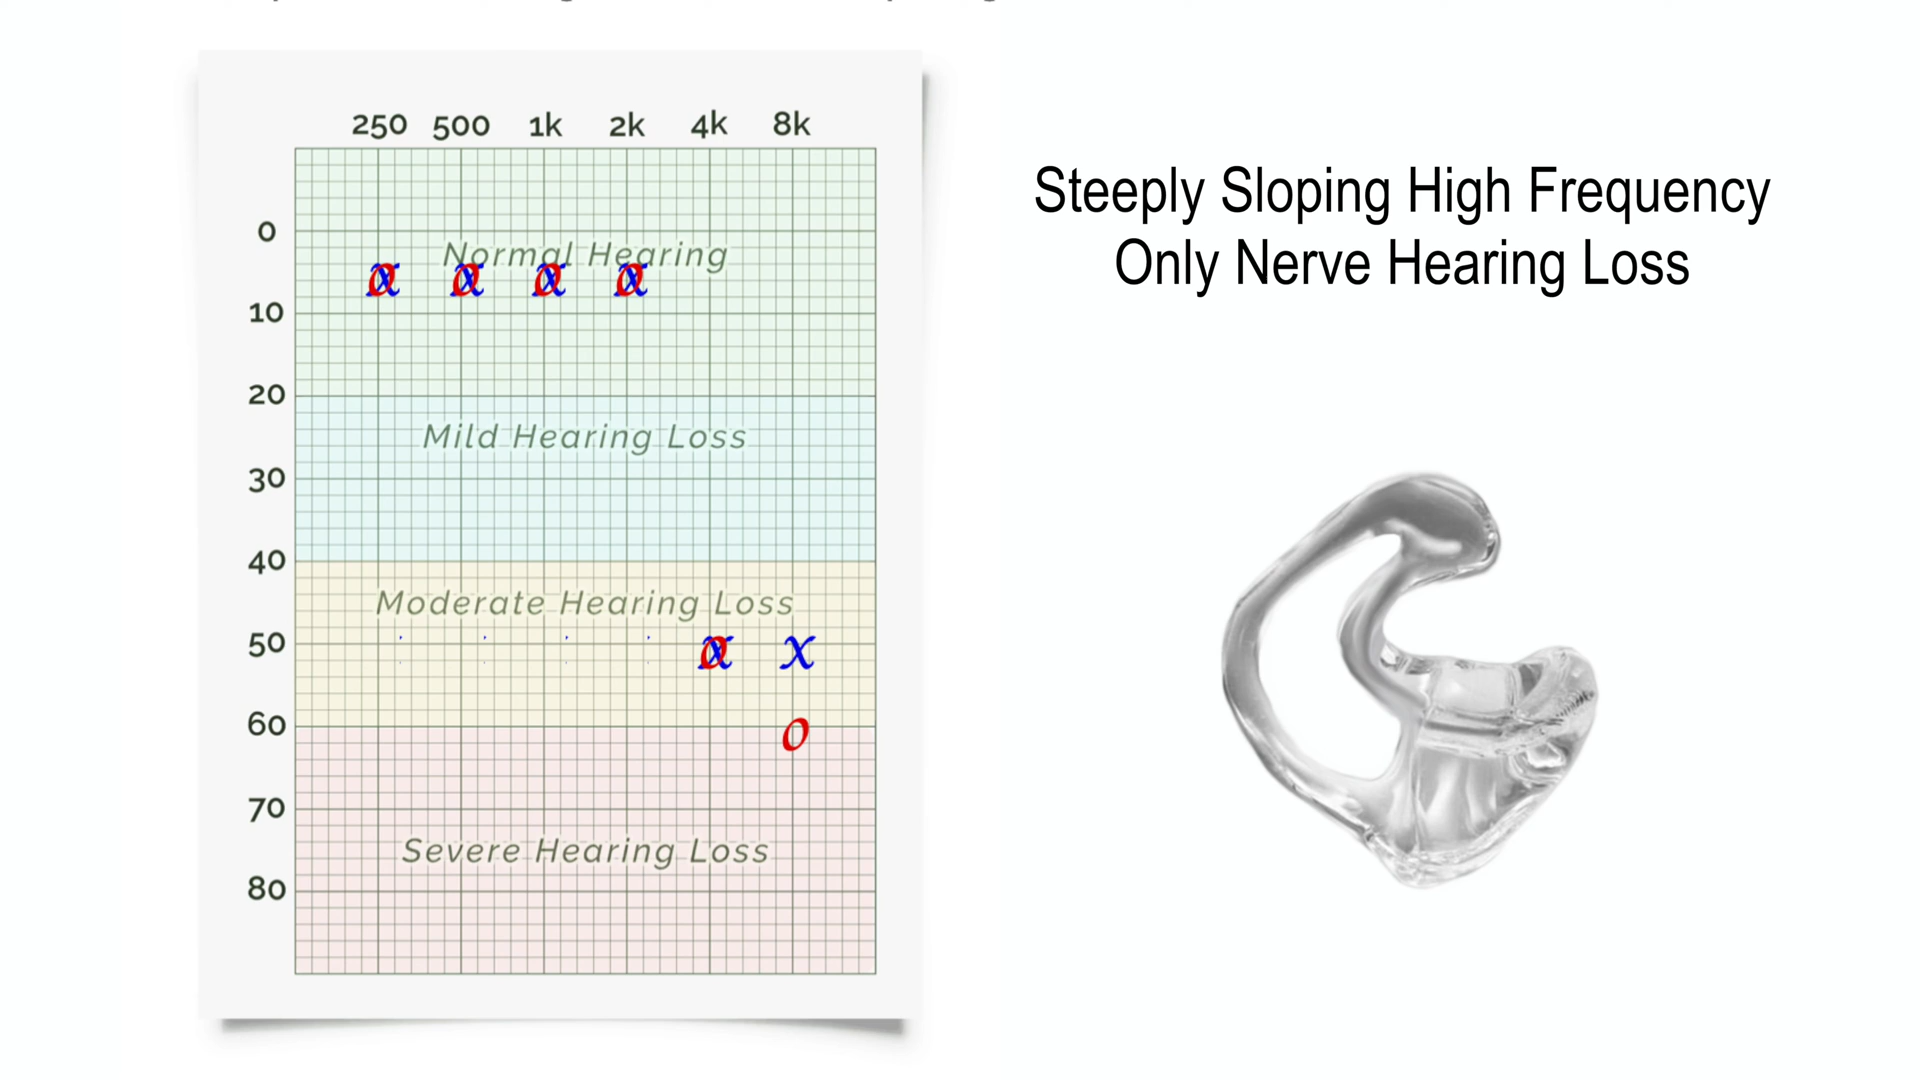 250 500 1k 2k 4k 8k
0
Normal Hearing
x o x o x o x o
10
20
Mild Hearing Loss
30
40
Moderate Hearing Loss
50
x o x
60
o
70
Severe Hearing Loss
80
Steeply Sloping High Frequency
Only Nerve Hearing Loss